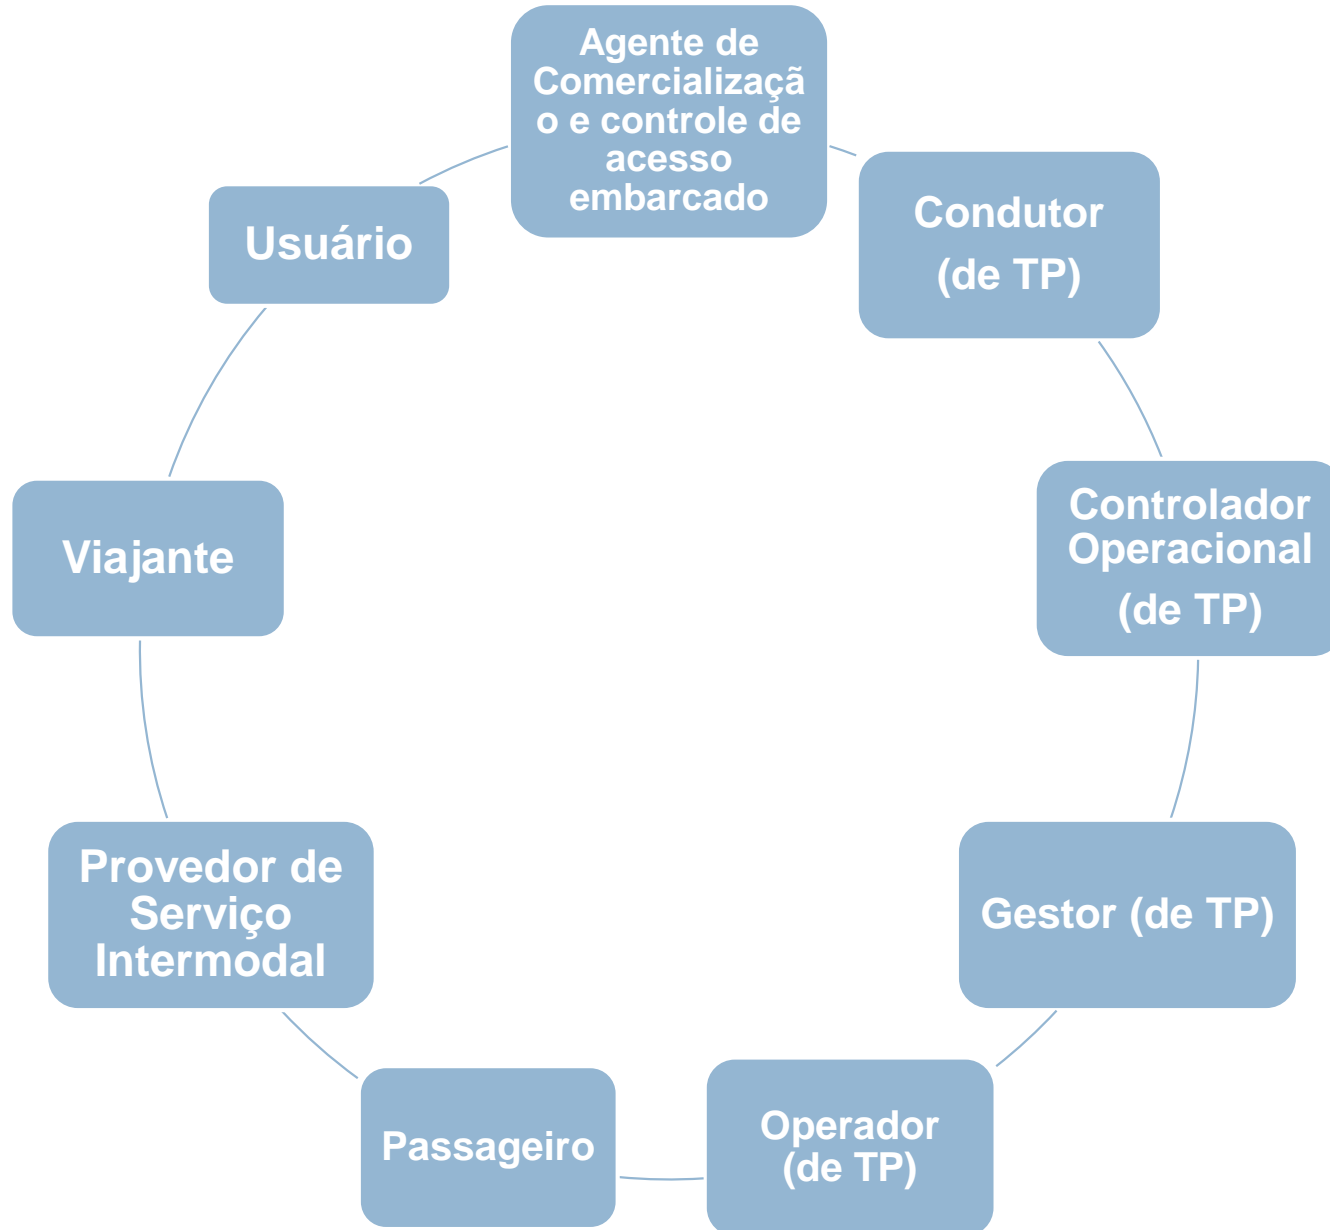 Agente de
Comercializaçã
o e controle de
acesso
embarcado
Condutor
(de TP)
Controlador
Operacional
(de TP)
Gestor (de TP)
Operador
(de TP)
Passageiro
Provedor de
Serviço
Intermodal
Viajante
Usuário